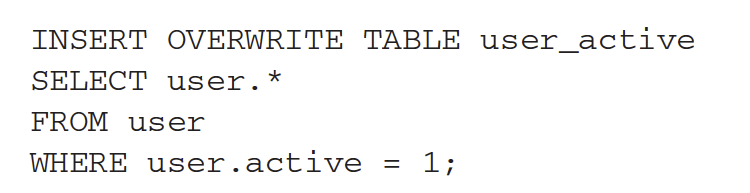 INSERT OVERWRITE TABLE user_active
SELECT user.*
FROM user
WHERE user.active = 1;